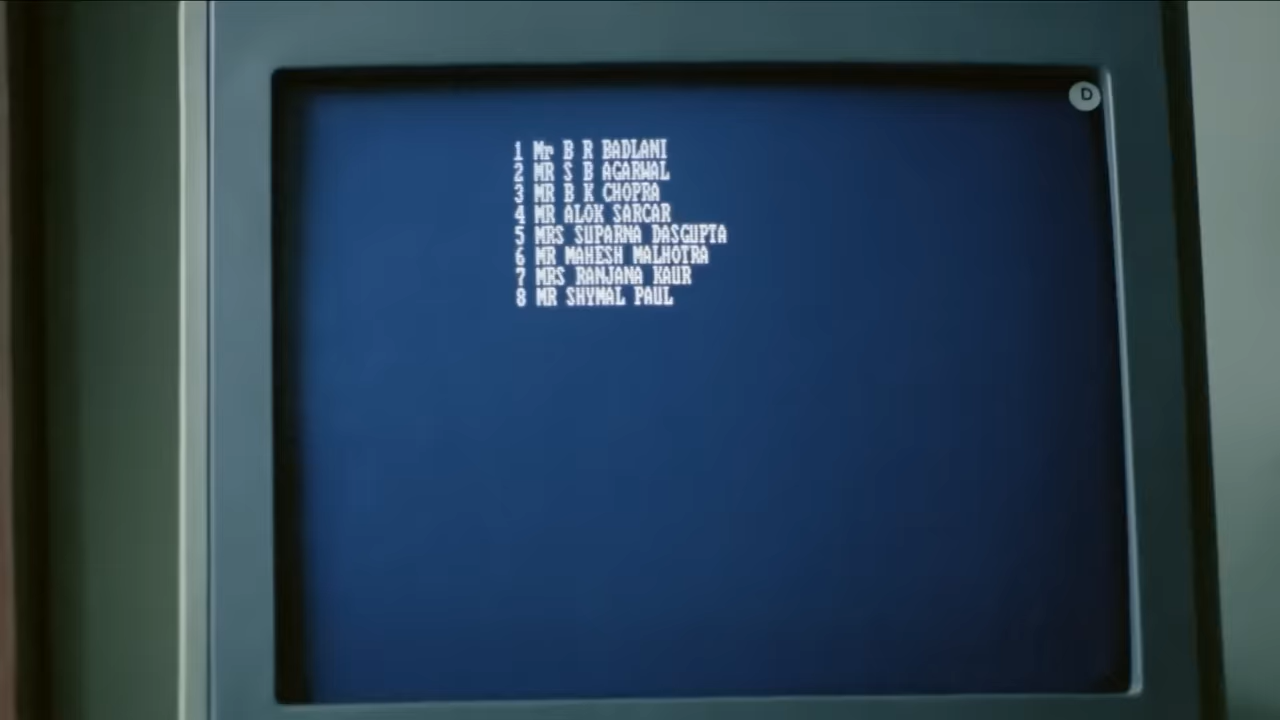 D
1 Mr B R BADLANI
2 MR S B AGARWAL
3 MR B K CHOPRA
4 MR ALOK SARCAR
5 MRS SUPARNA DASGUPTA
6 MR MAHESH MALHOTRA
7 MRS RANJANA KAUR
8 MR SHYMAL PAUL